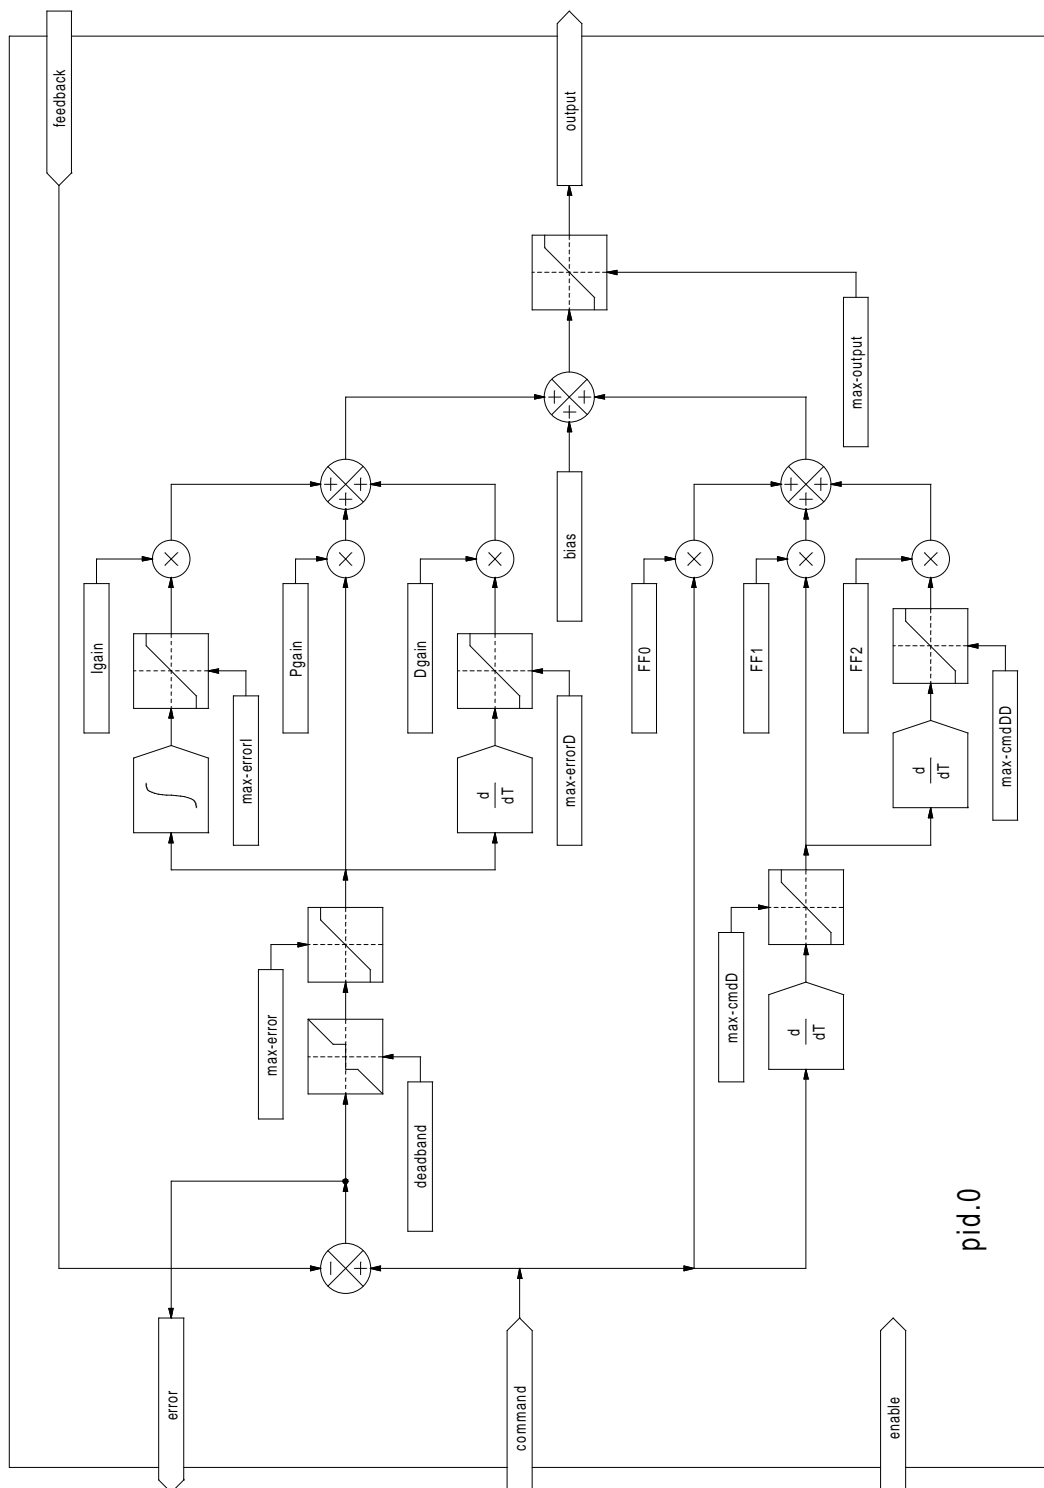 feedback
output
max-output
Igain
Pgain
Dgain
bias
FF0
FF1
FF2
max-errorI
max-errorD
max-cmdDD
d
dT
d
dT
max-error
max-cmdD
d
dT
deadband
pid.0
error
command
enable